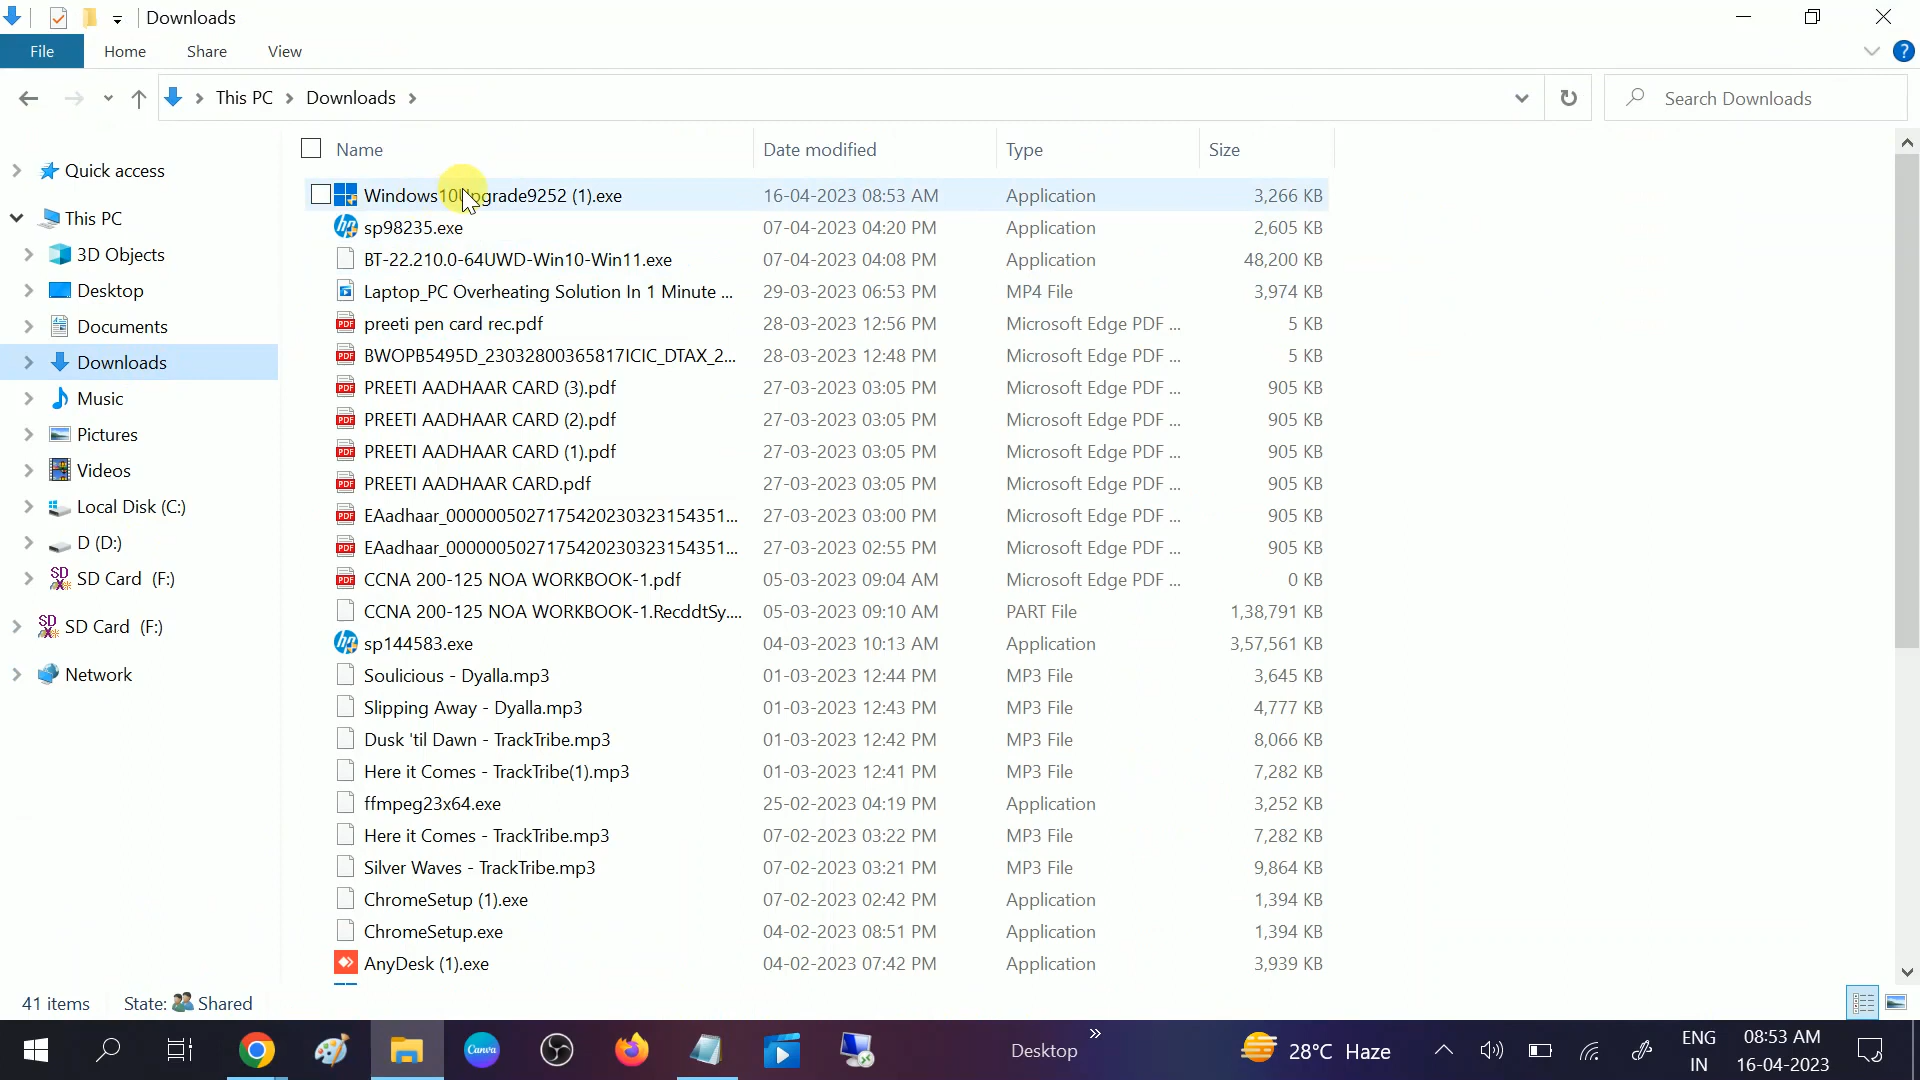 Downloads
File Home Share View
This PC Downloads Search Downloads
Name Date modified Type Size
Quick access
This PC
3D Objects
Desktop
Documents
Downloads
Music
Pictures
Videos
Local Disk (C:)
D (D:)
SD Card (F:)
SD Card (F:)
Network
Windows10Upgrade9252 (1).exe 16-04-2023 08:53 AM Application 3,266 KB
sp98235.exe 07-04-2023 04:20 PM Application 2,605 KB
BT-22.210.0-64UWD-Win10-Win11.exe 07-04-2023 04:08 PM Application 48,200 KB
Laptop_PC Overheating Solution In 1 Minute ... 29-03-2023 06:53 PM MP4 File 3,974 KB
preeti pen card rec.pdf 28-03-2023 12:56 PM Microsoft Edge PDF ... 5 KB
BWOPB5495D_23032800365817ICIC_DTAX_2... 28-03-2023 12:48 PM Microsoft Edge PDF ... 5 KB
PREETI AADHAAR CARD (3).pdf 27-03-2023 03:05 PM Microsoft Edge PDF ... 905 KB
PREETI AADHAAR CARD (2).pdf 27-03-2023 03:05 PM Microsoft Edge PDF ... 905 KB
PREETI AADHAAR CARD (1).pdf 27-03-2023 03:05 PM Microsoft Edge PDF ... 905 KB
PREETI AADHAAR CARD.pdf 27-03-2023 03:05 PM Microsoft Edge PDF ... 905 KB
EAadhaar_00000050271754202303231543​51... 27-03-2023 03:00 PM Microsoft Edge PDF ... 905 KB
EAadhaar_00000050271754202303231543​51... 27-03-2023 02:55 PM Microsoft Edge PDF ... 905 KB
CCNA 200-125 NOA WORKBOOK-1.pdf 05-03-2023 09:04 AM Microsoft Edge PDF ... 0 KB
CCNA 200-125 NOA WORKBOOK-1.RecddtSy.... 05-03-2023 09:10 AM PART File 1,38,791 KB
sp144583.exe 04-03-2023 10:13 AM Application 3,57,561 KB
Soulicious - Dyalla.mp3 01-03-2023 12:44 PM MP3 File 3,645 KB
Slipping Away - Dyalla.mp3 01-03-2023 12:43 PM MP3 File 4,777 KB
Dusk 'til Dawn - TrackTribe.mp3 01-03-2023 12:42 PM MP3 File 8,066 KB
Here it Comes - TrackTribe(1).mp3 01-03-2023 12:41 PM MP3 File 7,282 KB
ffmpeg23x64.exe 25-02-2023 04:19 PM Application 3,252 KB
Here it Comes - TrackTribe.mp3 07-02-2023 03:22 PM MP3 File 7,282 KB
Silver Waves - TrackTribe.mp3 07-02-2023 03:21 PM MP3 File 9,864 KB
ChromeSetup (1).exe 07-02-2023 02:42 PM Application 1,394 KB
ChromeSetup.exe 04-02-2023 08:51 PM Application 1,394 KB
AnyDesk (1).exe 04-02-2023 07:42 PM Application 3,939 KB
41 items State: Shared
Canva Desktop 28°C Haze ENG 08:53 AM
IN 16-04-2023